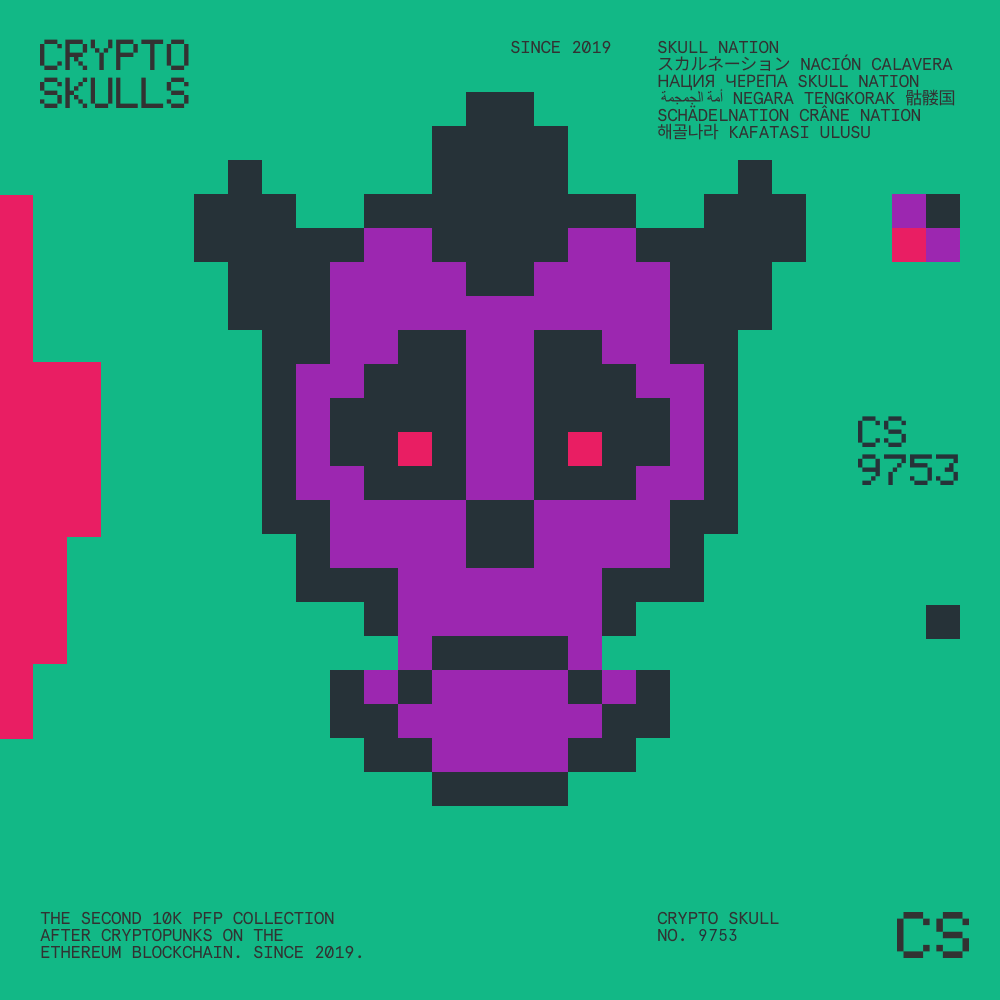 CRYPTO
SKULLS
SINCE 2019
SKULL NATION
スカルネーション NACIÓN CALAVERA
НАЦИЯ ЧЕРЕПА SKULL NATION
أمة الجمجمة NEGARA TENGKORAK 骷髅国
SCHÄDELNATION CRÂNE NATION
해골나라 KAFATASI ULUSU
CS
9753
THE SECOND 10K PFP COLLECTION
AFTER CRYPTOPUNKS ON THE
ETHEREUM BLOCKCHAIN. SINCE 2019.
CRYPTO SKULL
NO. 9753
CS